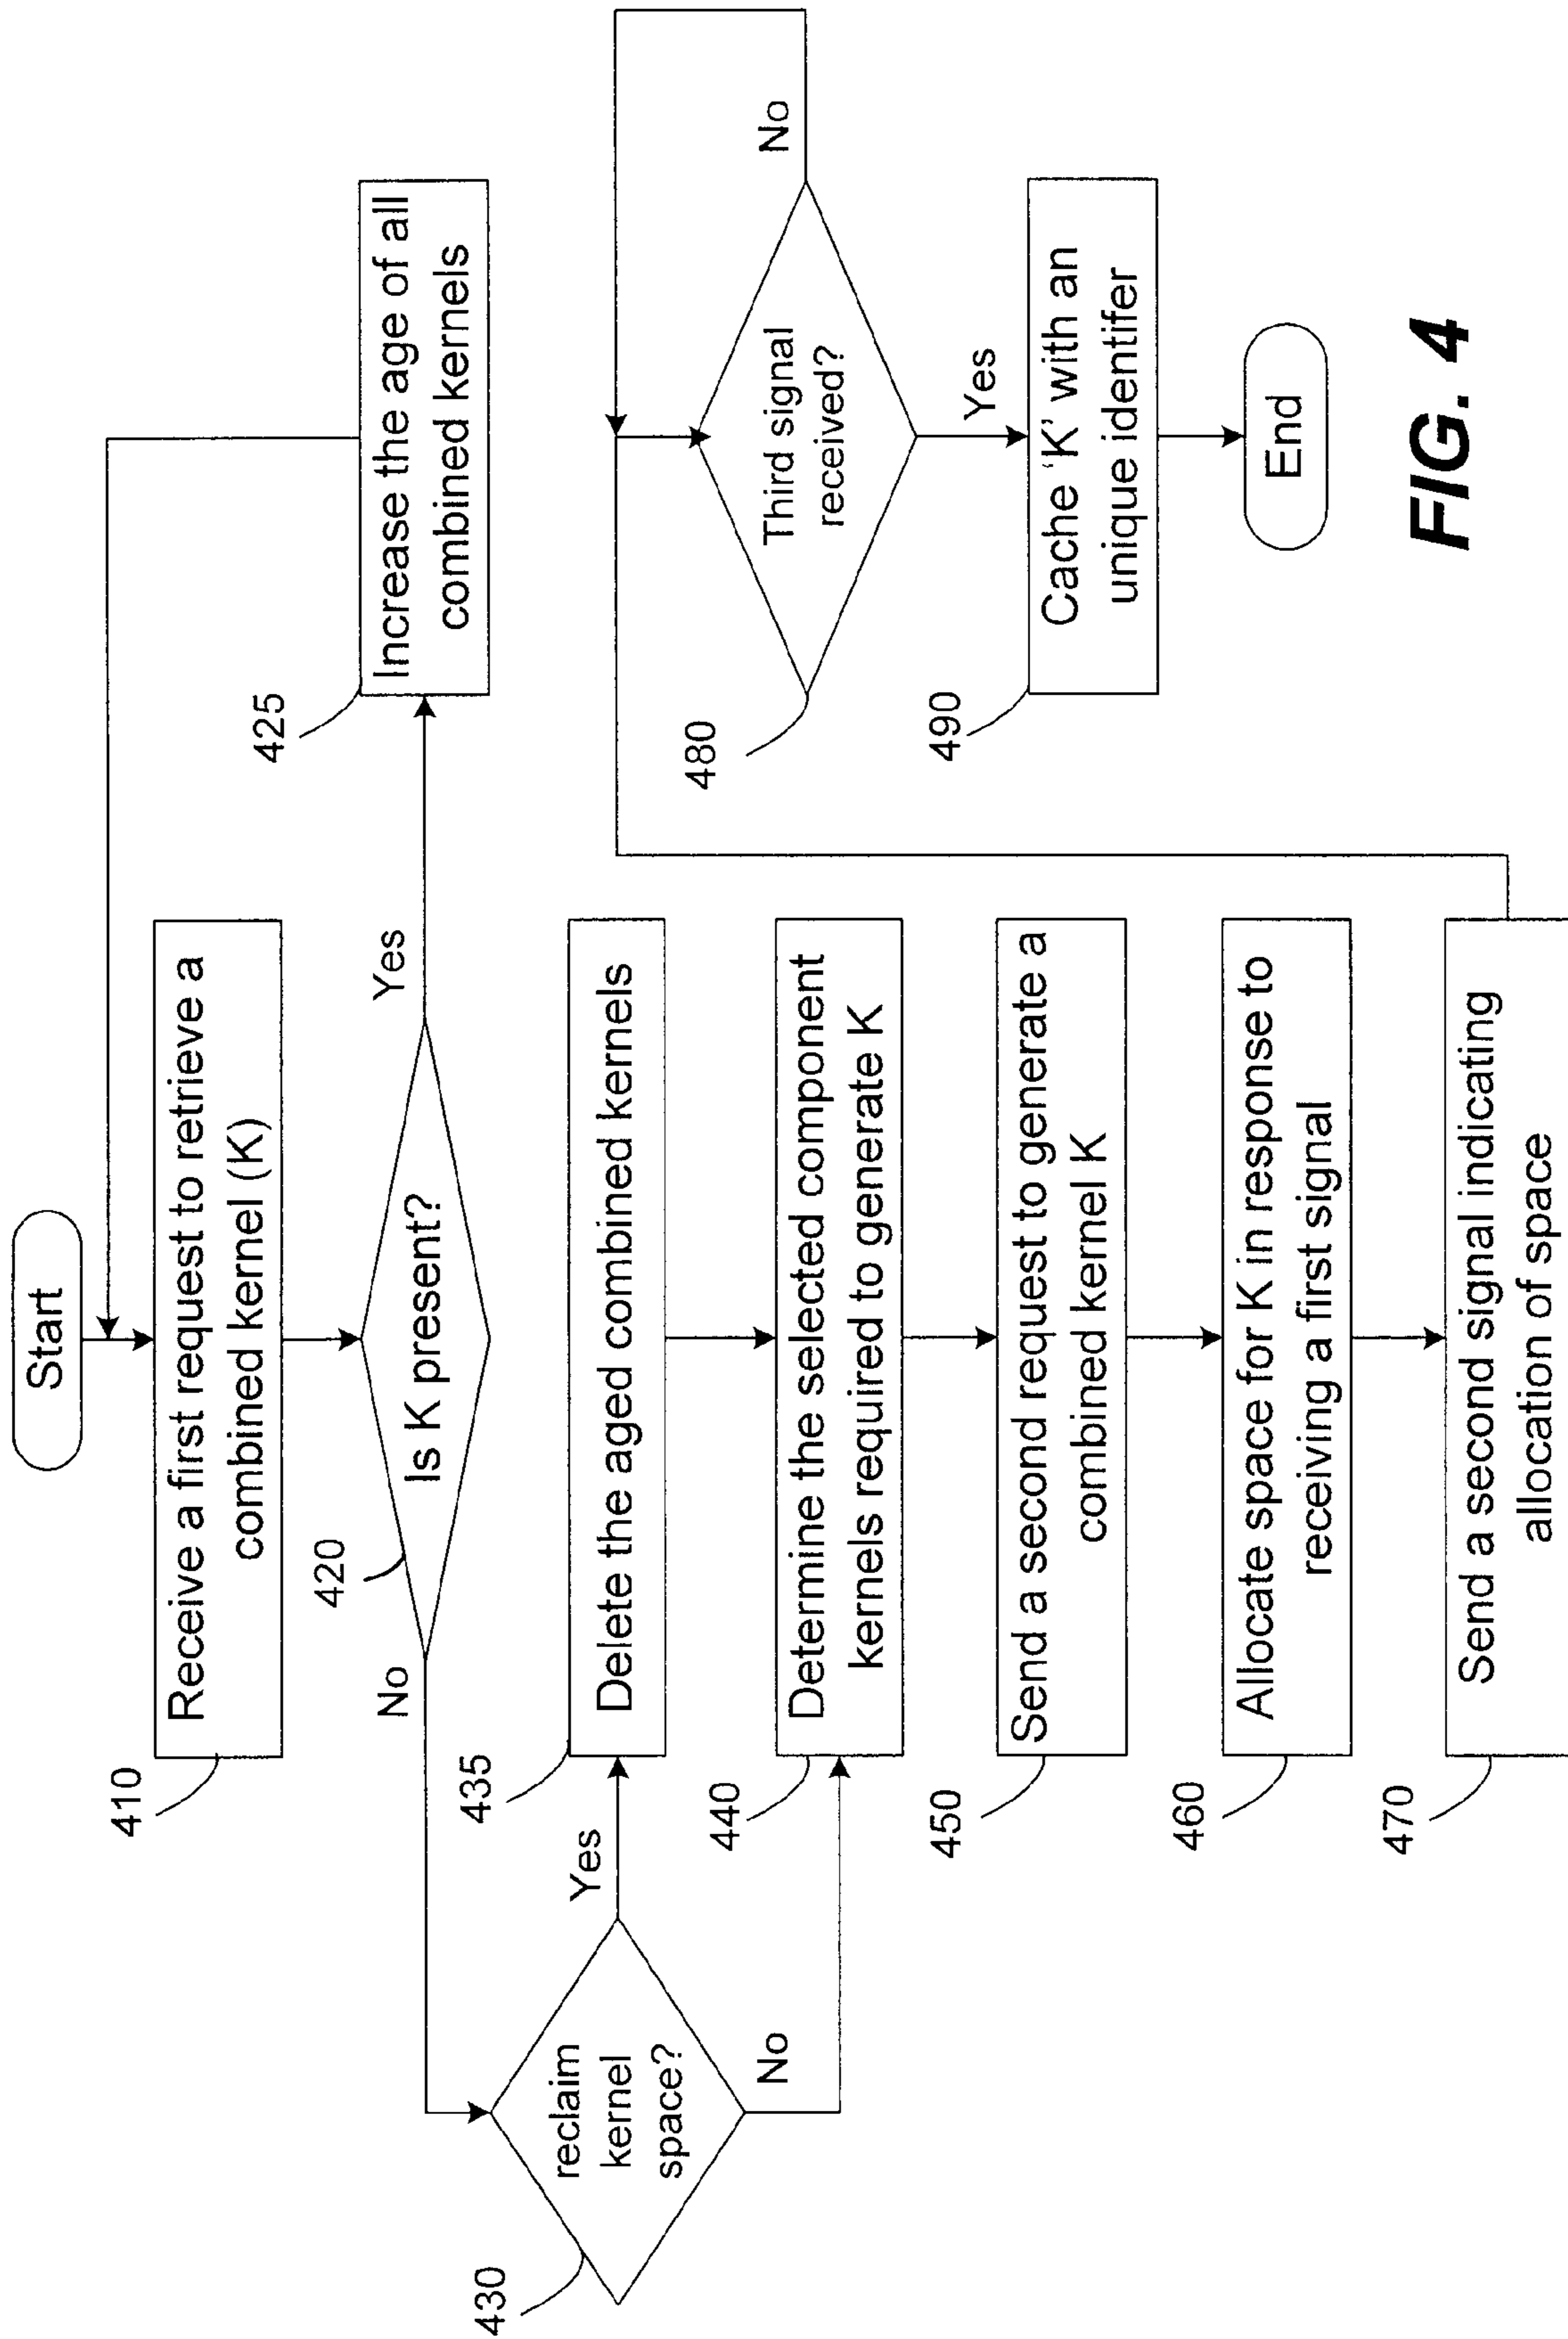 Start
410
Receive a first request to retrieve a
combined kernel (K)
420
Is K present?
Yes
No
425
Increase the age of all
combined kernels
430
reclaim
kernel
space?
Yes
No
435
Delete the aged combined kernels
440
Determine the selected component
kernels required to generate K
450
Send a second request to generate a
combined kernel K
460
Allocate space for K in response to
receiving a first signal
470
Send a second signal indicating
allocation of space
480
Third signal
received?
No
Yes
490
Cache 'K' with an
unique identifer
End
FIG. 4